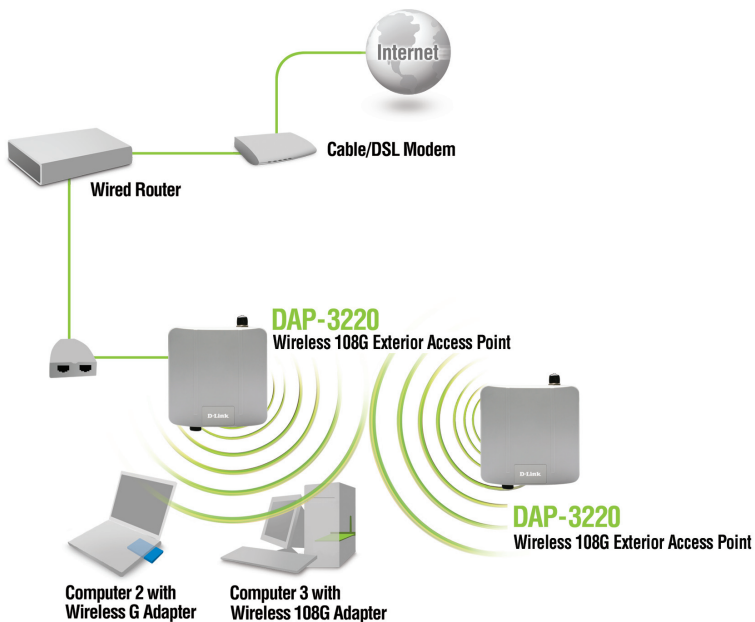 Internet
Cable/DSL Modem
Wired Router
DAP-3220
Wireless 108G Exterior Access Point
D-Link
D-Link
DAP-3220
Wireless 108G Exterior Access Point
Computer 2 with
Wireless G Adapter
Computer 3 with
Wireless 108G Adapter